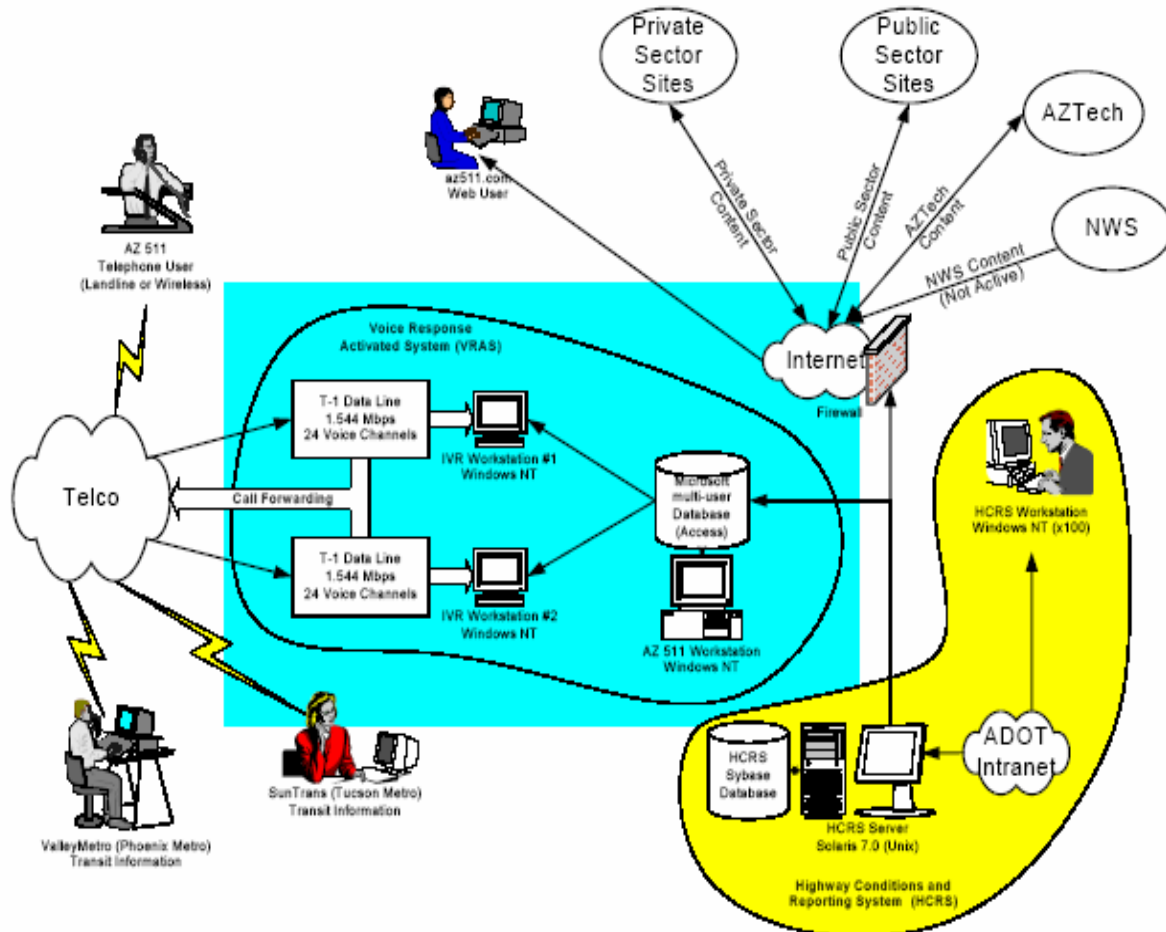 Private
Sector
Sites
Public
Sector
Sites
AZTech
NWS
az511.com
Web User
Private Sector
Content
Public Sector
Content
AZTech
Content
NWS Content
(Not Active)
AZ 511
Telephone User
(Landline or Wireless)
Voice Response
Activated System (VRAS)
Internet
Firewall
T-1 Data Line
1.544 Mbps
24 Voice Channels
IVR Workstation #1
Windows NT
Telco
Call Forwarding
Microsoft
multi-user
Database
(Access)
HCRS Workstation
Windows NT (x100)
T-1 Data Line
1.544 Mbps
24 Voice Channels
IVR Workstation #2
Windows NT
AZ 511 Workstation
Windows NT
ADOT
Intranet
HCRS
Sybase
Database
HCRS Server
Solaris 7.0 (Unix)
SunTrans (Tucson Metro)
Transit Information
ValleyMetro (Phoenix Metro)
Transit Information
Highway Conditions and
Reporting System (HCRS)